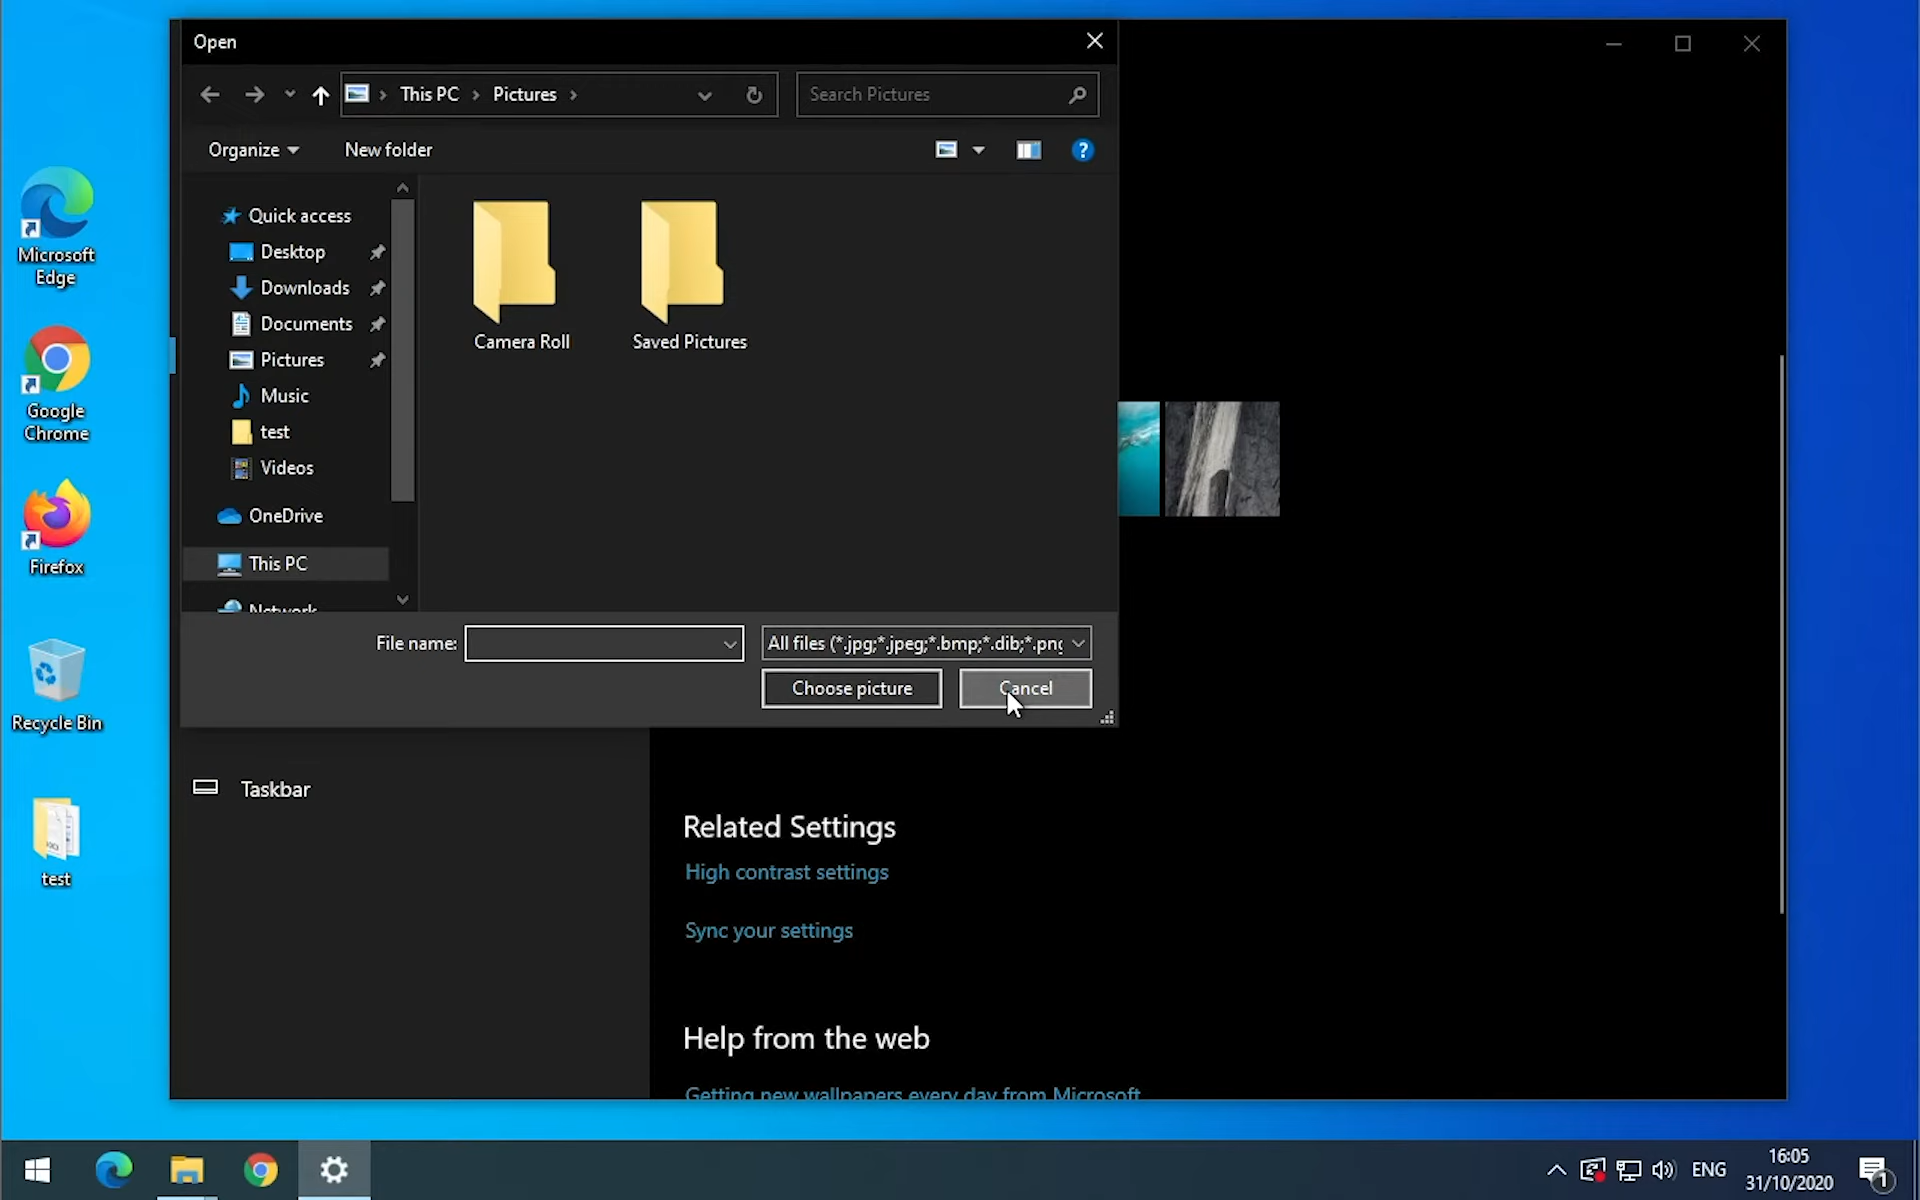 Open
This PC
Pictures
Search Pictures
Organize
New folder
?
Quick access
Desktop
Downloads
Documents
Pictures
Music
test
Videos
OneDrive
This PC
Network
Camera Roll
Saved Pictures
File name:
All files (*.jpg;*.jpeg;*.bmp;*.dib;*.png
Choose picture
Cancel
Microsoft
Edge
Google
Chrome
Firefox
Recycle Bin
test
Taskbar
Related Settings
High contrast settings
Sync your settings
Help from the web
Getting new wallpapers every day from Microsoft
ENG
16:05
31/10/2020
1